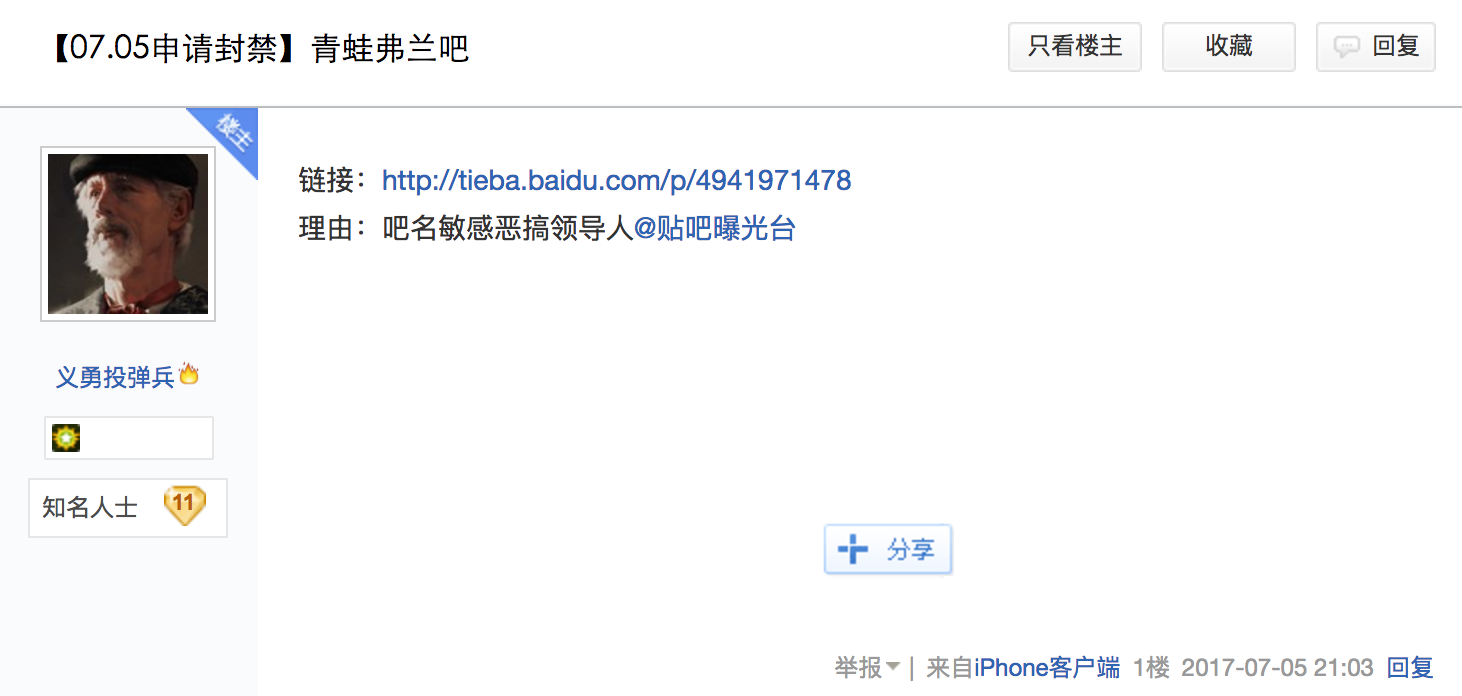 【07.05申请封禁】青蛙弗兰吧
只看楼主
收藏
回复
楼主
链接：http://tieba.baidu.com/p/4941971478
理由：吧名敏感恶搞领导人@贴吧曝光台
义勇投弹兵
知名人士 11
分享
举报 | 来自iPhone客户端 1楼 2017-07-05 21:03 回复